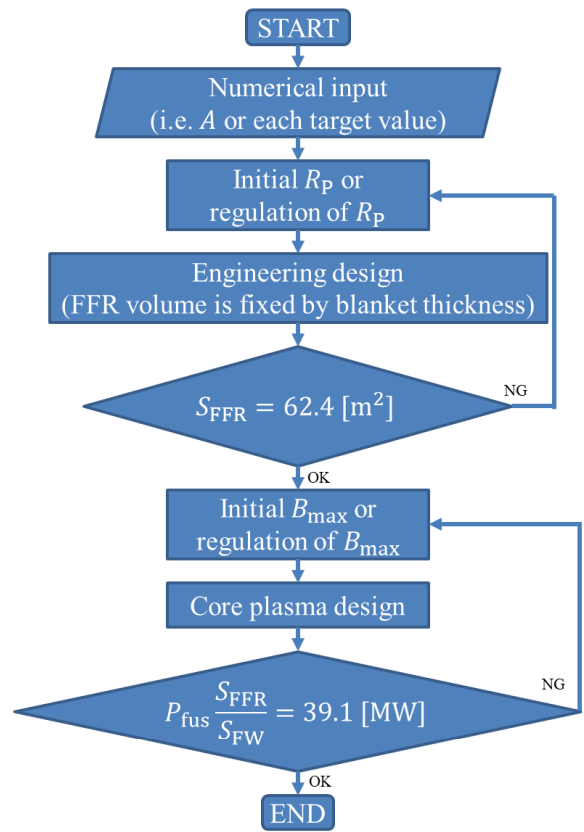 START
Numerical input
(i.e. A or each target value)
Initial R_P or
regulation of R_P
Engineering design
(FFR volume is fixed by blanket thickness)
S_FFR = 62.4 [m²]
NG
OK
Initial B_max or
regulation of B_max
Core plasma design
P_fus S_FFR/S_FW = 39.1 [MW]
NG
OK
END